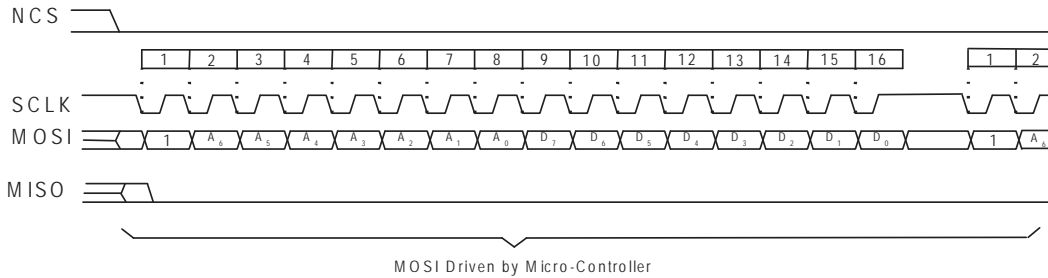 NCS
1 2 3 4 5 6 7 8 9 10 11 12 13 14 15 16 1 2
SCLK
MOSI 1 A6 A5 A4 A3 A2 A1 A0 D7 D6 D5 D4 D3 D2 D1 D0 1 A6
MISO
MOSI Driven by Micro-Controller